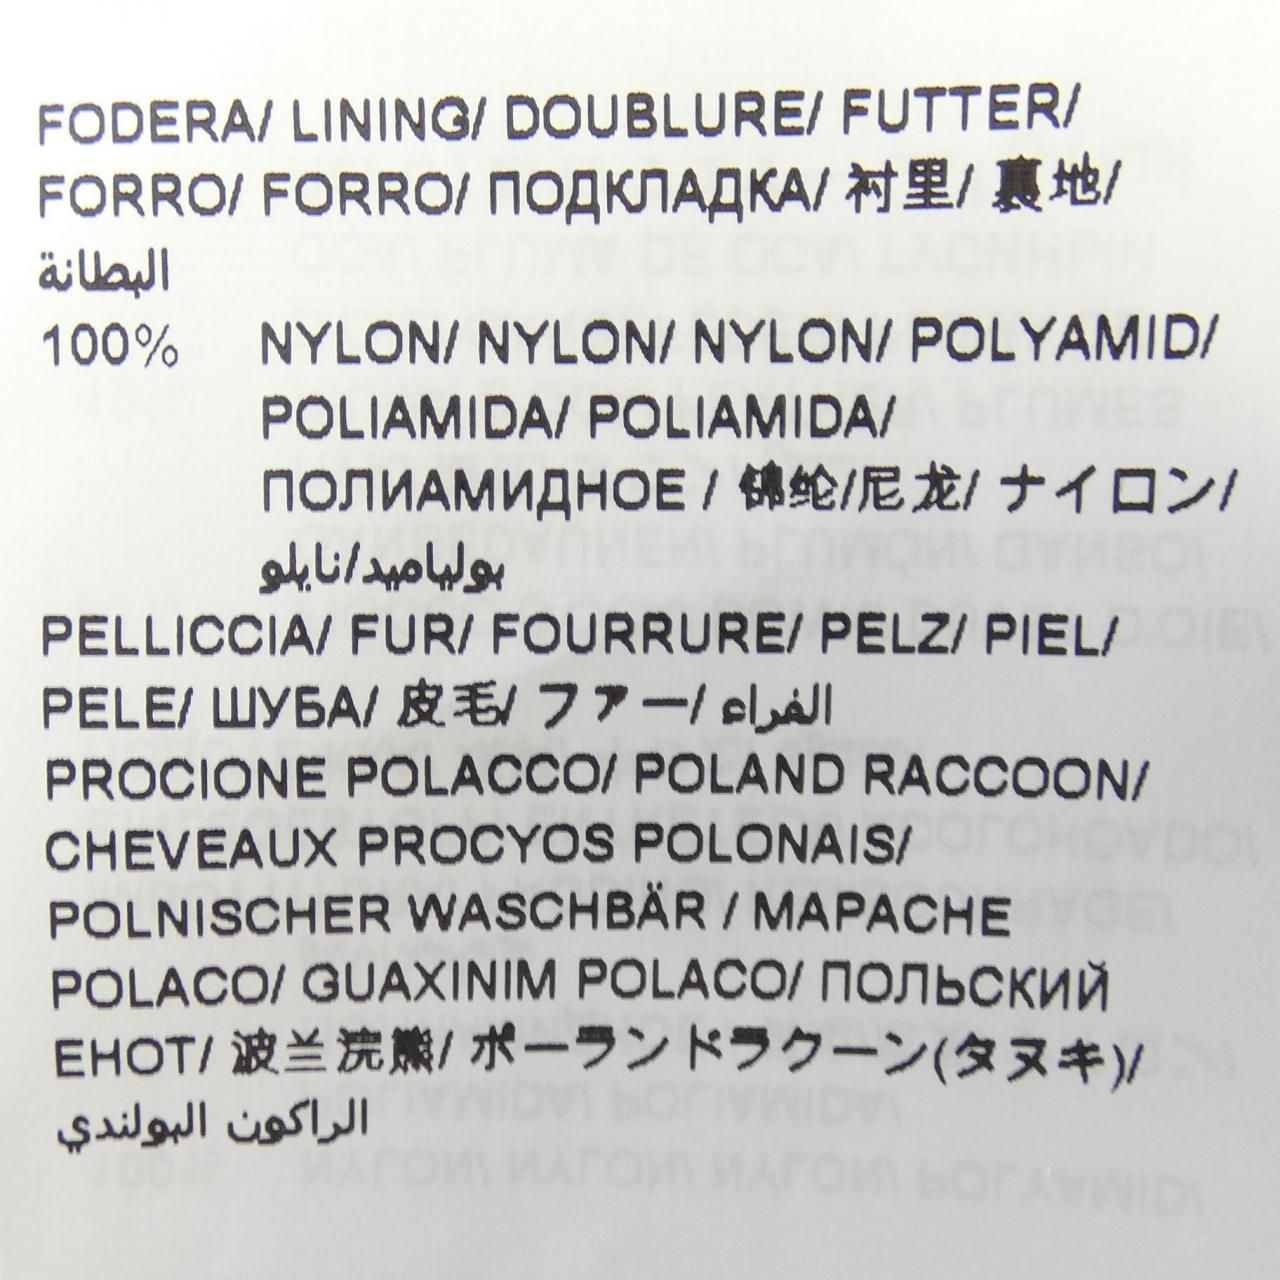 FODERA/ LINING/ DOUBLURE/ FUTTER/
FORRO/ FORRO/ ПОДКЛАДКА/ 衬里/ 裏地/
البطانة
100% NYLON/ NYLON/ NYLON/ POLYAMID/
POLIAMIDA/ POLIAMIDA/
ПОЛИАМИДНОЕ / 锦纶/尼龙/ ナイロン/
بولياميد/نايلو
PELLICCIA/ FUR/ FOURRURE/ PELZ/ PIEL/
PELE/ ШУБА/ 皮毛/ ファー/ الفراء
PROCIONE POLACCO/ POLAND RACCOON/
CHEVEAUX PROCYOS POLONAIS/
POLNISCHER WASCHBÄR / MAPACHE
POLACO/ GUAXINIM POLACO/ ПОЛЬСКИЙ
ЕНОТ/ 波兰浣熊/ ポーランドラクーン(タヌキ)/
الراكون البولندي